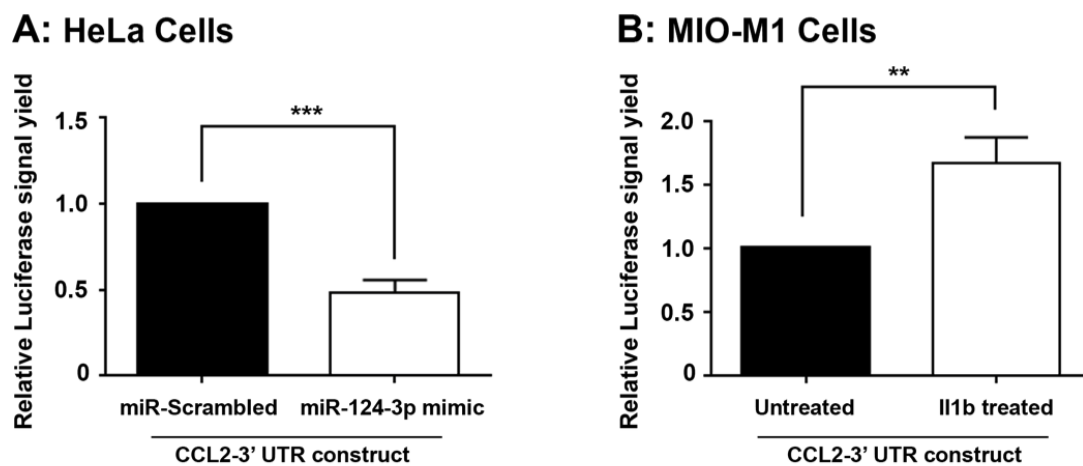 A: HeLa Cells
Relative Luciferase signal yield
1.5
1.0
0.5
0
***
miR-Scrambled miR-124-3p mimic
CCL2-3’ UTR construct
B: MIO-M1 Cells
Relative Luciferase signal yield
2.0
1.5
1.0
0.5
0
**
Untreated Il1b treated
CCL2-3’ UTR construct